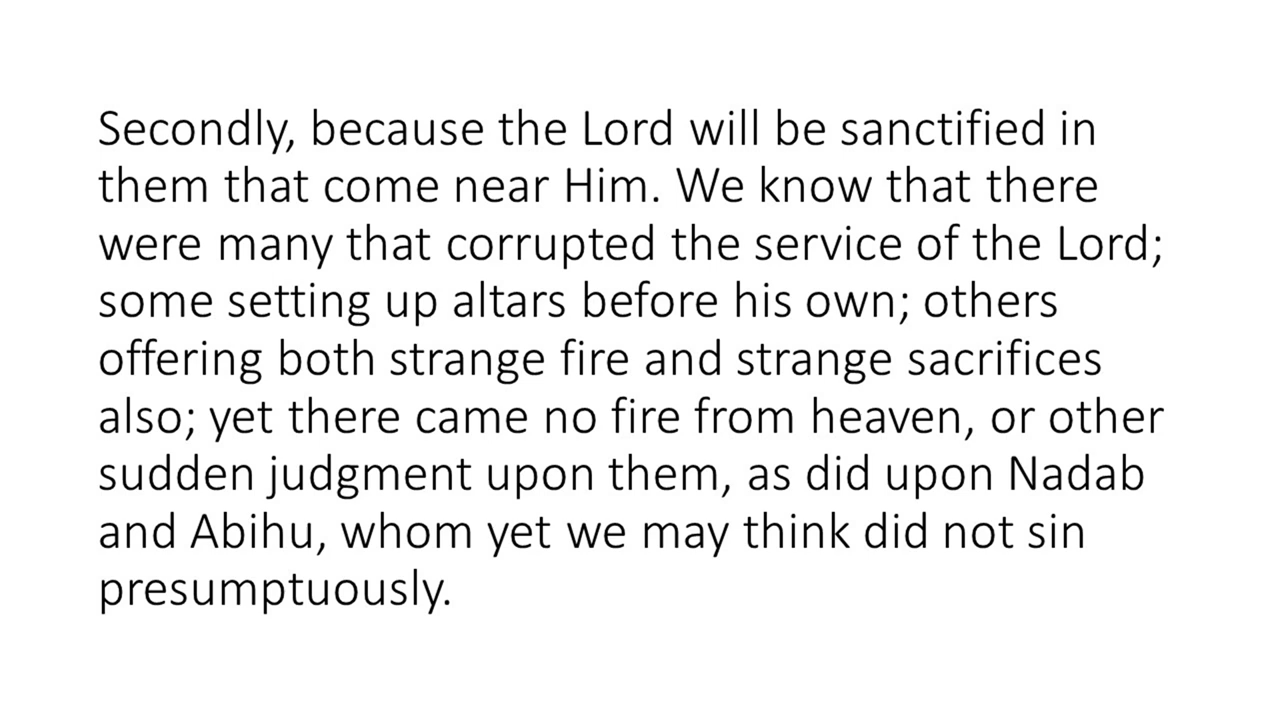 Secondly, because the Lord will be sanctified in
them that come near Him. We know that there
were many that corrupted the service of the Lord;
some setting up altars before his own; others
offering both strange fire and strange sacrifices
also; yet there came no fire from heaven, or other
sudden judgment upon them, as did upon Nadab
and Abihu, whom yet we may think did not sin
presumptuously.